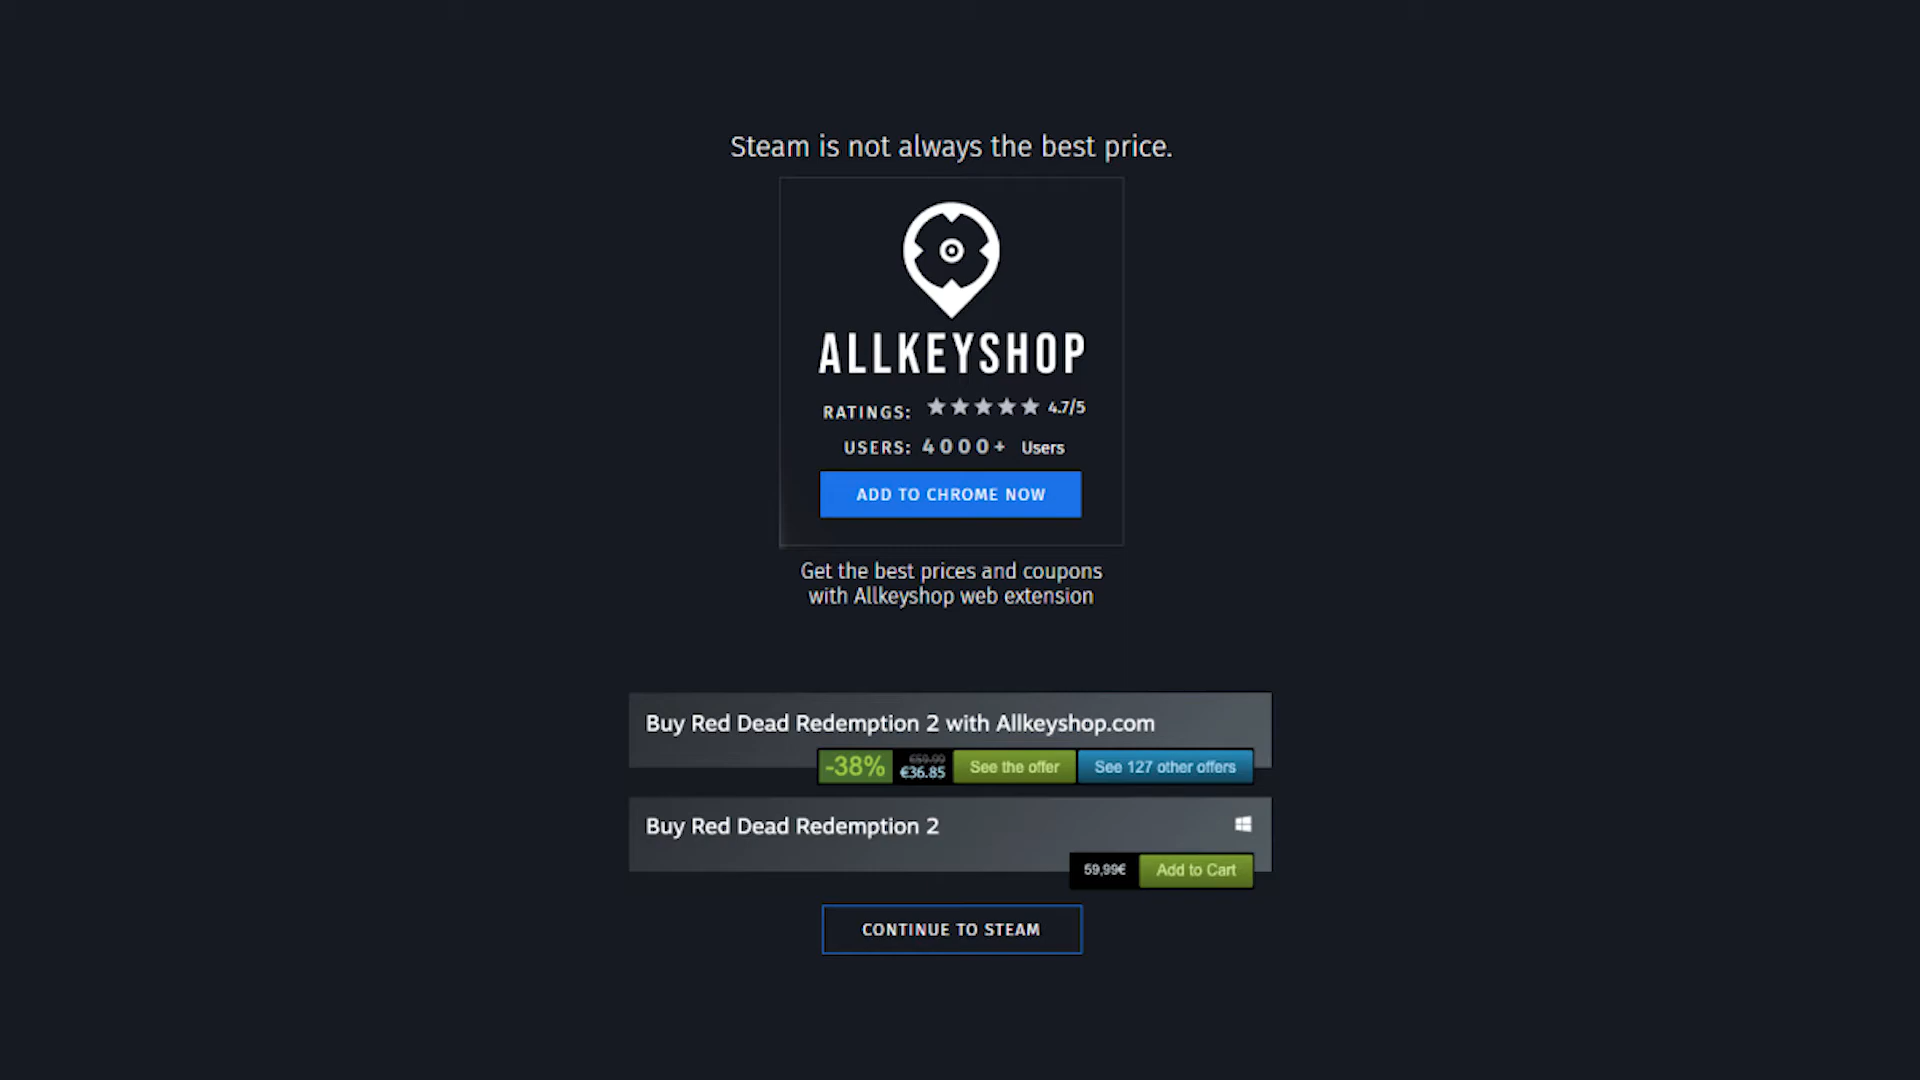 Steam is not always the best price.
ALLKEYSHOP
RATINGS: 4.7/5
USERS: 4000+ Users
ADD TO CHROME NOW
Get the best prices and coupons
with Allkeyshop web extension
Buy Red Dead Redemption 2 with Allkeyshop.com
-38% €59.99 €36.85 See the offer See 127 other offers
Buy Red Dead Redemption 2
59,99€ Add to Cart
CONTINUE TO STEAM